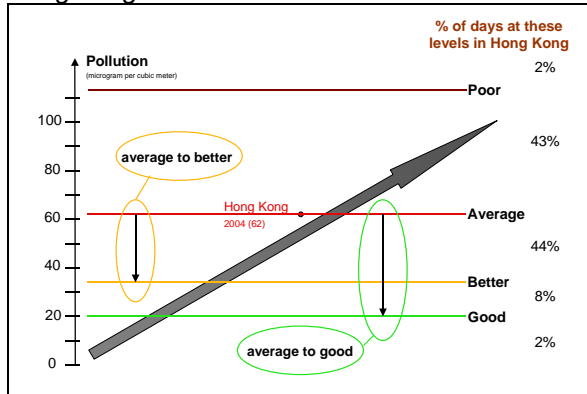 % of days at these
levels in Hong Kong
Pollution
(microgram per cubic meter)
2%
Poor
100
43%
average to better
80
Hong Kong
2004 (62)
60
Average
44%
40
Better
8%
20
Good
2%
average to good
0